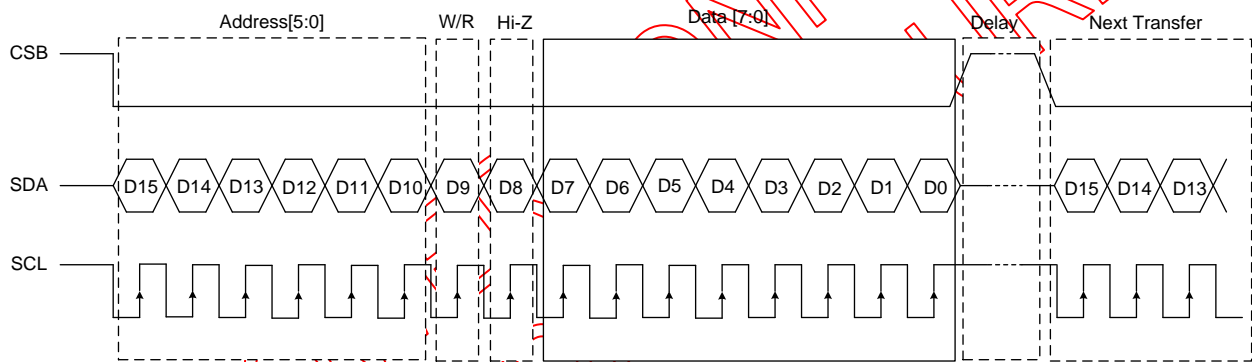 Address[5:0] W/R Hi-Z Data [7:0] Delay Next Transfer
CSB
SDA D15 D14 D13 D12 D11 D10 D9 D8 D7 D6 D5 D4 D3 D2 D1 D0 D15 D14 D13
SCL